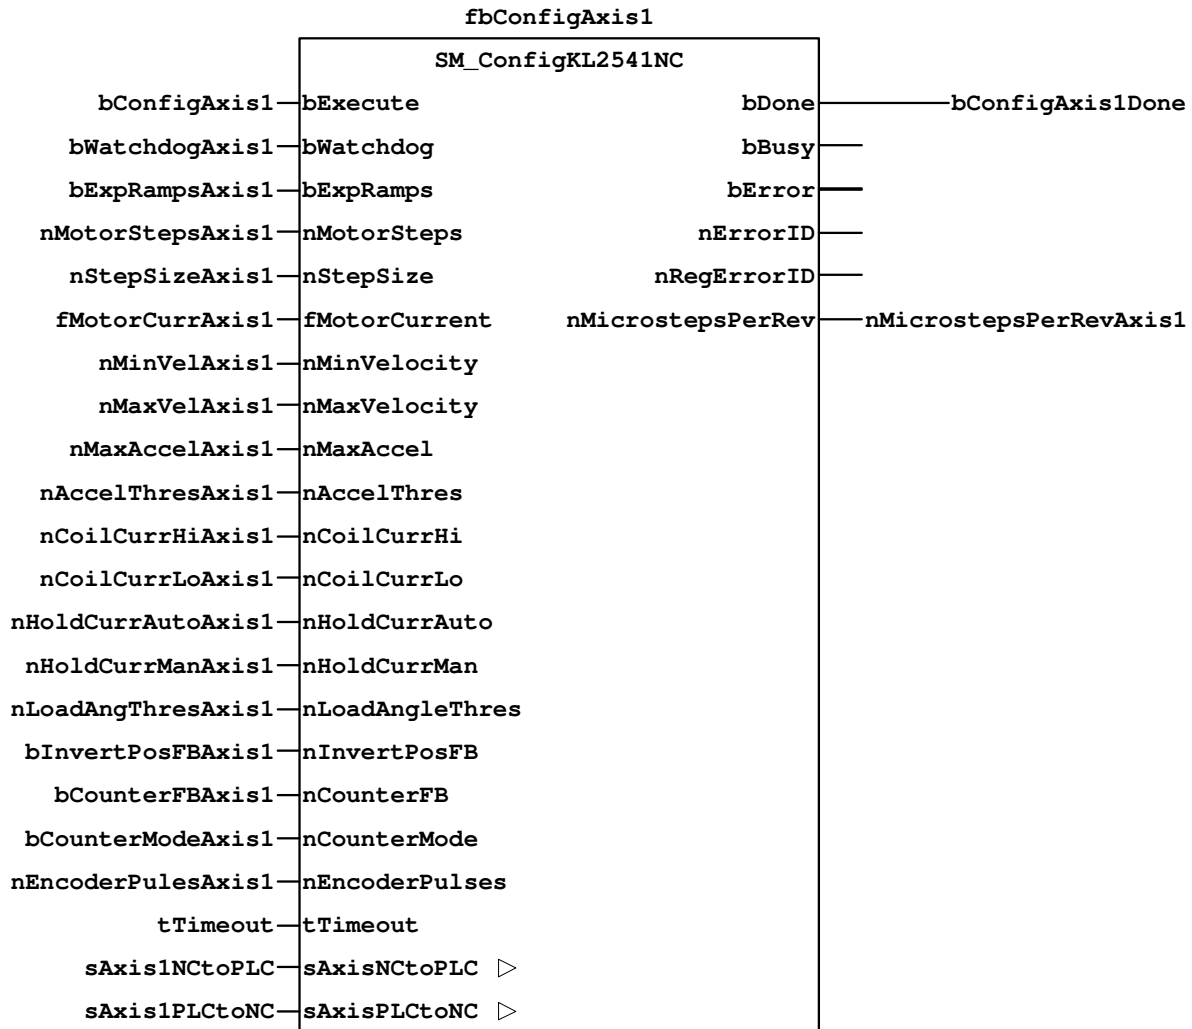 fbConfigAxis1
SM_ConfigKL2541NC
bConfigAxis1 bExecute bDone bConfigAxis1Done
bWatchdogAxis1 bWatchdog bBusy
bExpRampsAxis1 bExpRamps bError
nMotorStepsAxis1 nMotorSteps nErrorID
nStepSizeAxis1 nStepSize nRegErrorID
fMotorCurrAxis1 fMotorCurrent nMicrostepsPerRev nMicrostepsPerRevAxis1
nMinVelAxis1 nMinVelocity
nMaxVelAxis1 nMaxVelocity
nMaxAccelAxis1 nMaxAccel
nAccelThresAxis1 nAccelThres
nCoilCurrHiAxis1 nCoilCurrHi
nCoilCurrLoAxis1 nCoilCurrLo
nHoldCurrAutoAxis1 nHoldCurrAuto
nHoldCurrManAxis1 nHoldCurrMan
nLoadAngThresAxis1 nLoadAngleThres
bInvertPosFBAxis1 nInvertPosFB
bCounterFBAxis1 nCounterFB
bCounterModeAxis1 nCounterMode
nEncoderPulesAxis1 nEncoderPulses
tTimeout tTimeout
sAxis1NCtoPLC sAxisNCtoPLC
sAxis1PLCtoNC sAxisPLCtoNC